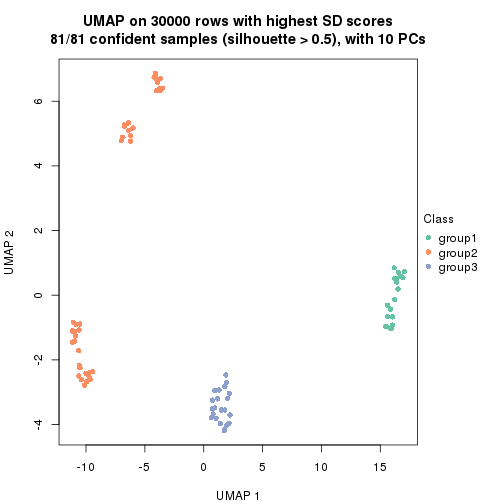 UMAP on 30000 rows with highest SD scores
81/81 confident samples (silhouette > 0.5), with 10 PCs
6
4
2
0
-2
-4
UMAP 2
-10
-5
0
5
10
15
UMAP 1
Class
group1
group2
group3